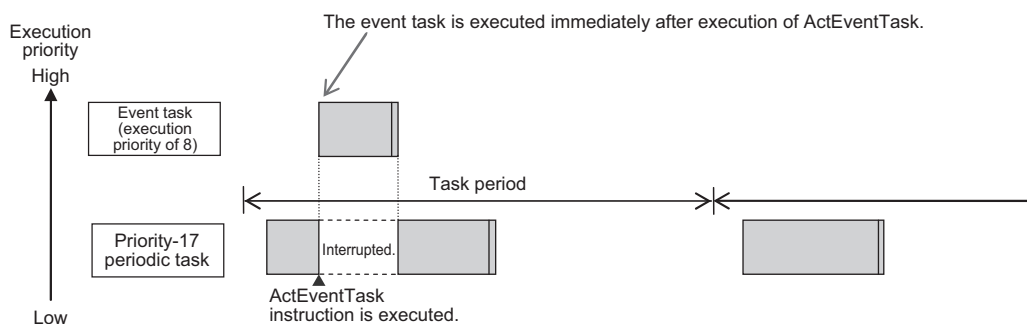 The event task is executed immediately after execution of ActEventTask.
Execution
priority
High
Event task
(execution
priority of 8)
Task period
Priority-17
periodic task
Interrupted.
ActEventTask
instruction is executed.
Low